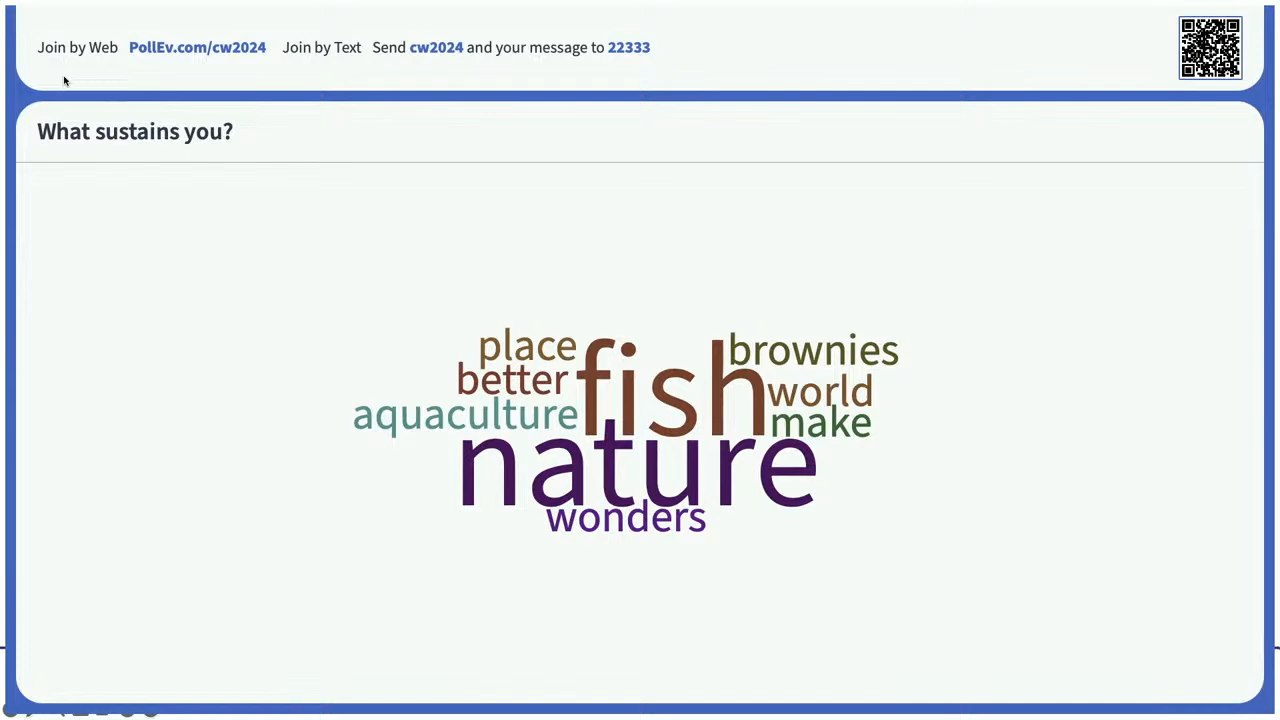 Join by Web PollEv.com/cw2024 Join by Text Send cw2024 and your message to 22333
What sustains you?
place
brownies
better
fish
world
aquaculture
make
nature
wonders